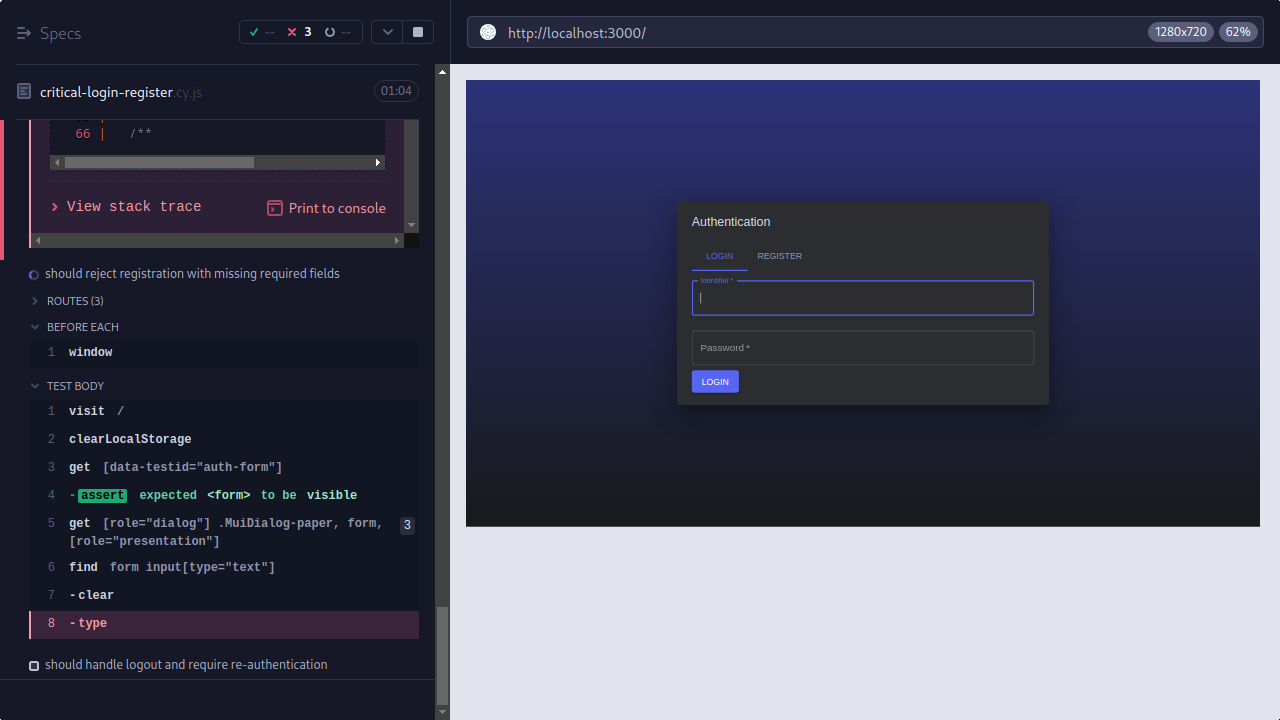 Specs
-- 3 --
critical-login-register.cy.js 01:04
66 | /**
View stack trace
Print to console
should reject registration with missing required fields
ROUTES (3)
BEFORE EACH
1 window
TEST BODY
1 visit /
2 clearLocalStorage
3 get [data-testid="auth-form"]
4 -assert expected <form> to be visible
5 get [role="dialog"] .MuiDialog-paper, form, 3
[role="presentation"]
6 find form input[type="text"]
7 -clear
8 -type
should handle logout and require re-authentication
http://localhost:3000/
1280x720 62%
Authentication
LOGIN REGISTER
Identifier *
Password *
LOGIN